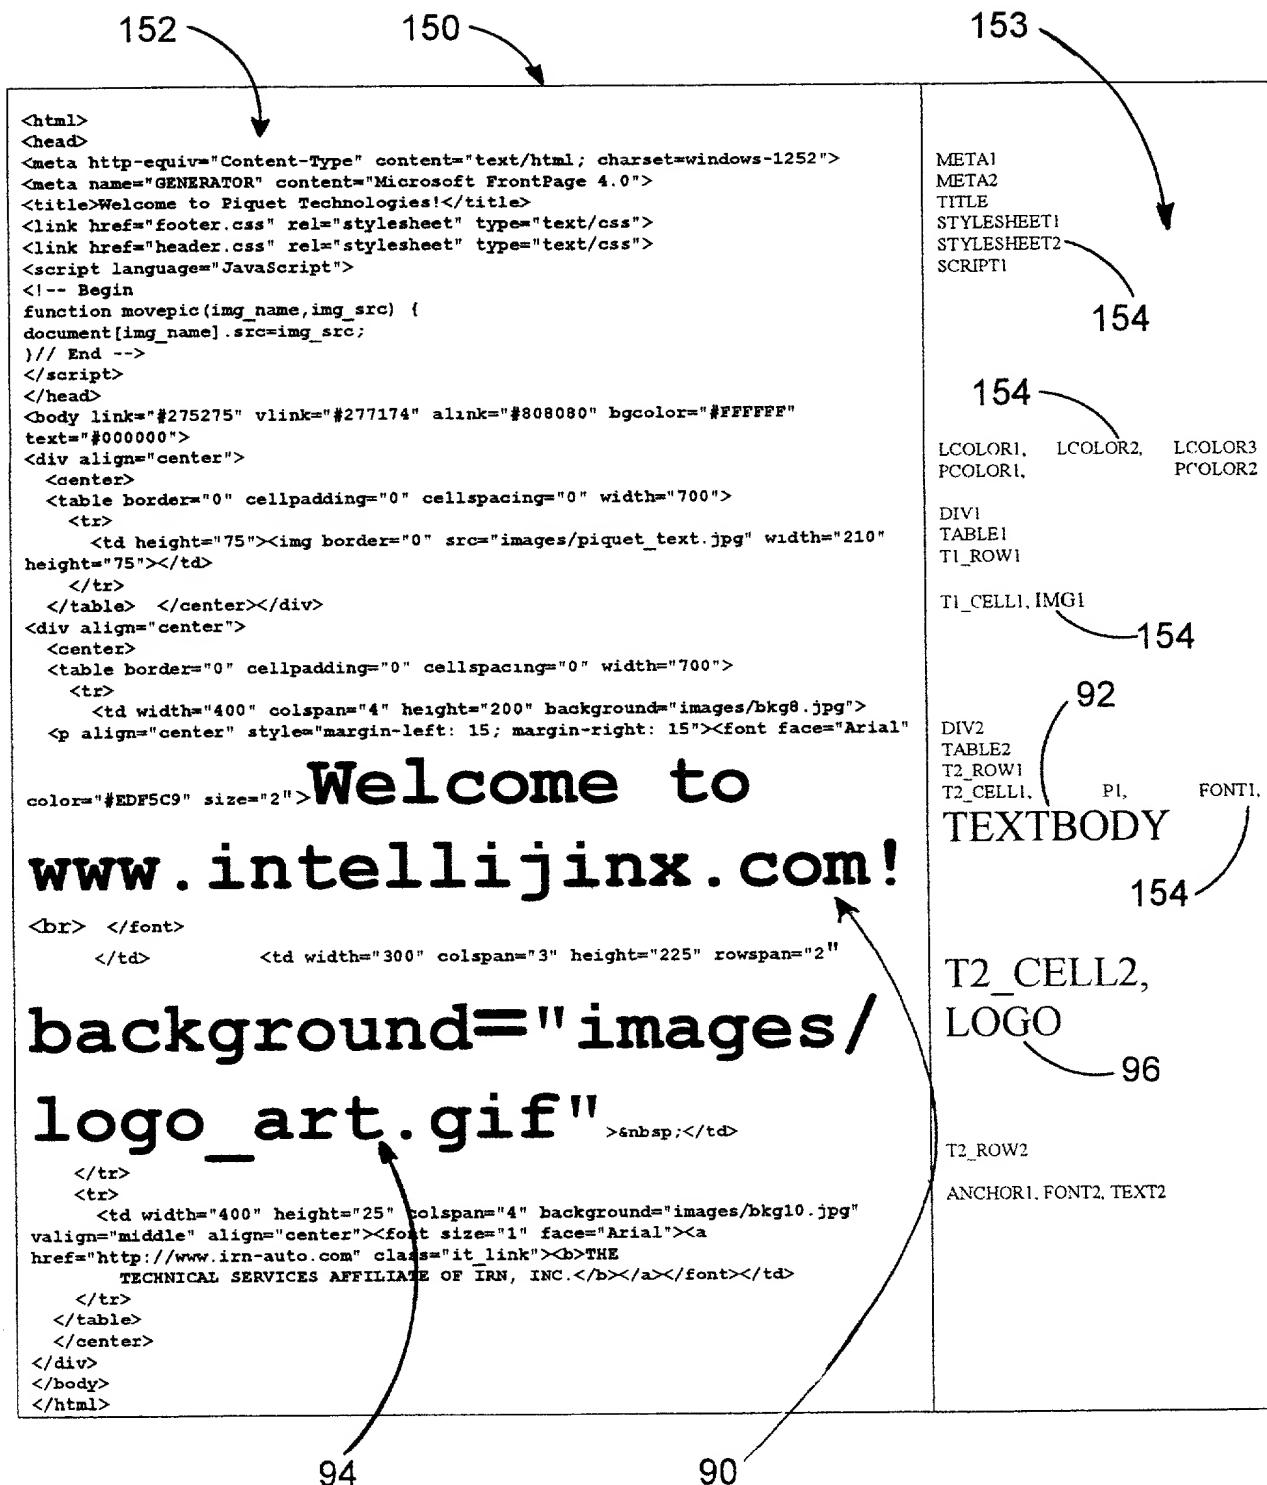 152 150 153
<html>
<head>
<meta http-equiv="Content-Type" content="text/html; charset=windows-1252">
<meta name="GENERATOR" content="Microsoft FrontPage 4.0">
<title>Welcome to Piquet Technologies!</title>
<link href="footer.css" rel="stylesheet" type="text/css">
<link href="header.css" rel="stylesheet" type="text/css">
<script language="JavaScript">
<!-- Begin
function movepic(img_name,img_src) {
document[img_name].src=img_src;
}// End -->
</script>
</head>
<body link="#275275" vlink="#277174" alink="#808080" bgcolor="#FFFFFF"
text="#000000">
<div align="center">
<center>
<table border="0" cellpadding="0" cellspacing="0" width="700">
<tr>
<td height="75"><img border="0" src="images/piquet_text.jpg" width="210"
height="75"></td>
</tr>
</table> </center></div>
<div align="center">
<center>
<table border="0" cellpadding="0" cellspacing="0" width="700">
<tr>
<td width="400" colspan="4" height="200" background="images/bkg8.jpg">
<p align="center" style="margin-left: 15; margin-right: 15"><font face="Arial"
color="#EDF5C9" size="2">Welcome to
www.intellijinx.com!
<br> </font>
</td> <td width="300" colspan="3" height="225" rowspan="2"
background="images/
logo_art.gif">&nbsp;</td>
</tr>
<tr>
<td width="400" height="25" colspan="4" background="images/bkg10.jpg"
valign="middle" align="center"><font size="1" face="Arial"><a
href="http://www.irn-auto.com" class="it_link"><b>THE
TECHNICAL SERVICES AFFILIATE OF IRN, INC.</b></a></font></td>
</tr>
</table>
</center>
</div>
</body>
</html>
META1
META2
TITLE
STYLESHEET1
STYLESHEET2
SCRIPT1
154
154
LCOLOR1, LCOLOR2, LCOLOR3
PCOLOR1, PCOLOR2
DIV1
TABLE1
T1_ROW1
T1_CELL1, IMG1
154
92
DIV2
TABLE2
T2_ROW1
T2_CELL1, P1, FONT1,
TEXTBODY
154
T2_CELL2,
LOGO
96
T2_ROW2
ANCHOR1, FONT2, TEXT2
94 90